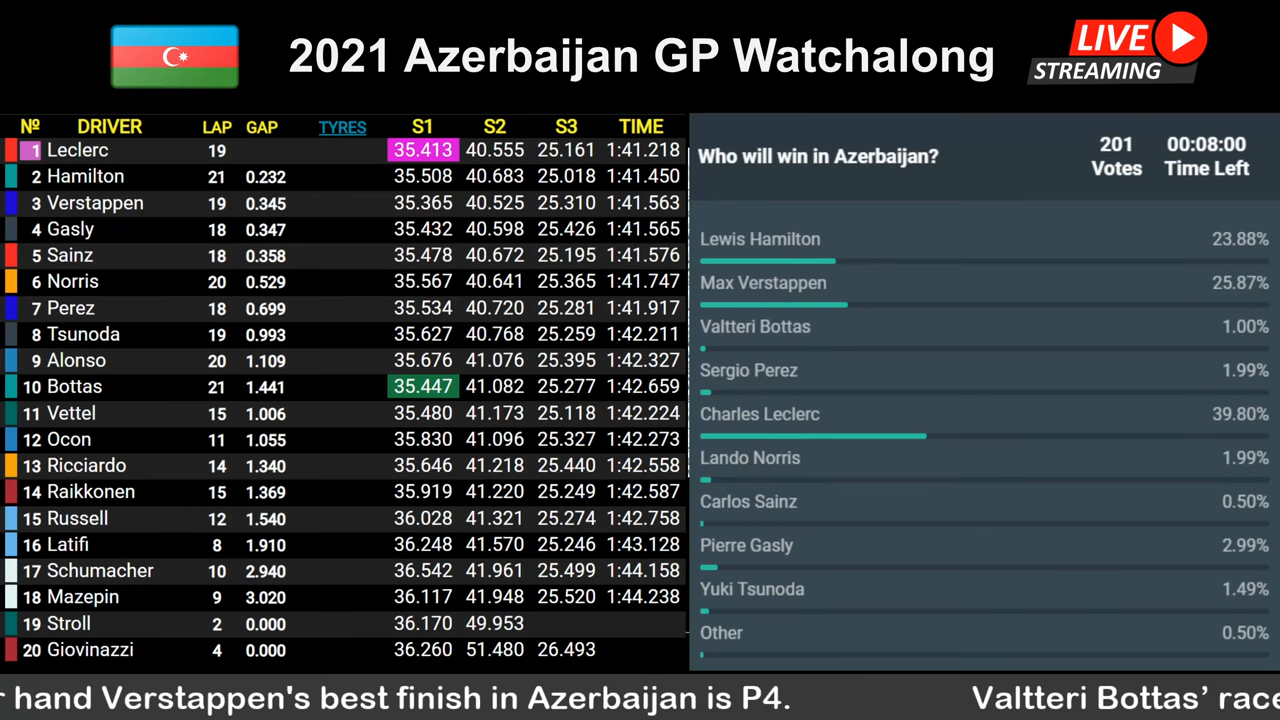 2021 Azerbaijan GP Watchalong
LIVE
STREAMING
Nº DRIVER LAP GAP TYRES S1 S2 S3 TIME
1 Leclerc 19 35.413 40.555 25.161 1:41.218
2 Hamilton 21 0.232 35.508 40.683 25.018 1:41.450
3 Verstappen 19 0.345 35.365 40.525 25.310 1:41.563
4 Gasly 18 0.347 35.432 40.598 25.426 1:41.565
5 Sainz 18 0.358 35.478 40.672 25.195 1:41.576
6 Norris 20 0.529 35.567 40.641 25.365 1:41.747
7 Perez 18 0.699 35.534 40.720 25.281 1:41.917
8 Tsunoda 19 0.993 35.627 40.768 25.259 1:42.211
9 Alonso 20 1.109 35.676 41.076 25.395 1:42.327
10 Bottas 21 1.441 35.447 41.082 25.277 1:42.659
11 Vettel 15 1.006 35.480 41.173 25.118 1:42.224
12 Ocon 11 1.055 35.830 41.096 25.327 1:42.273
13 Ricciardo 14 1.340 35.646 41.218 25.440 1:42.558
14 Raikkonen 15 1.369 35.919 41.220 25.249 1:42.587
15 Russell 12 1.540 36.028 41.321 25.274 1:42.758
16 Latifi 8 1.910 36.248 41.570 25.246 1:43.128
17 Schumacher 10 2.940 36.542 41.961 25.499 1:44.158
18 Mazepin 9 3.020 36.117 41.948 25.520 1:44.238
19 Stroll 2 0.000 36.170 49.953
20 Giovinazzi 4 0.000 36.260 51.480 26.493
Who will win in Azerbaijan?
201 00:08:00
Votes Time Left
Lewis Hamilton 23.88%
Max Verstappen 25.87%
Valtteri Bottas 1.00%
Sergio Perez 1.99%
Charles Leclerc 39.80%
Lando Norris 1.99%
Carlos Sainz 0.50%
Pierre Gasly 2.99%
Yuki Tsunoda 1.49%
Other 0.50%
r hand Verstappen's best finish in Azerbaijan is P4. Valtteri Bottas’ race